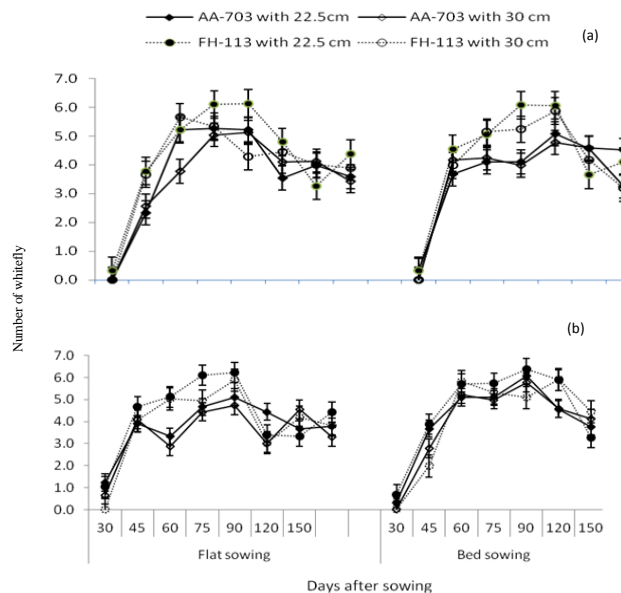 AA-703 with 22.5cm AA-703 with 30 cm
FH-113 with 22.5cm FH-113 with 30 cm
(a)
7.0
6.0
5.0
4.0
3.0
2.0
1.0
0.0
Number of whitefly
(b)
7.0
6.0
5.0
4.0
3.0
2.0
1.0
0.0
30 45 60 75 90 120 150 30 45 60 75 90 120 150
Flat sowing Bed sowing
Days after sowing